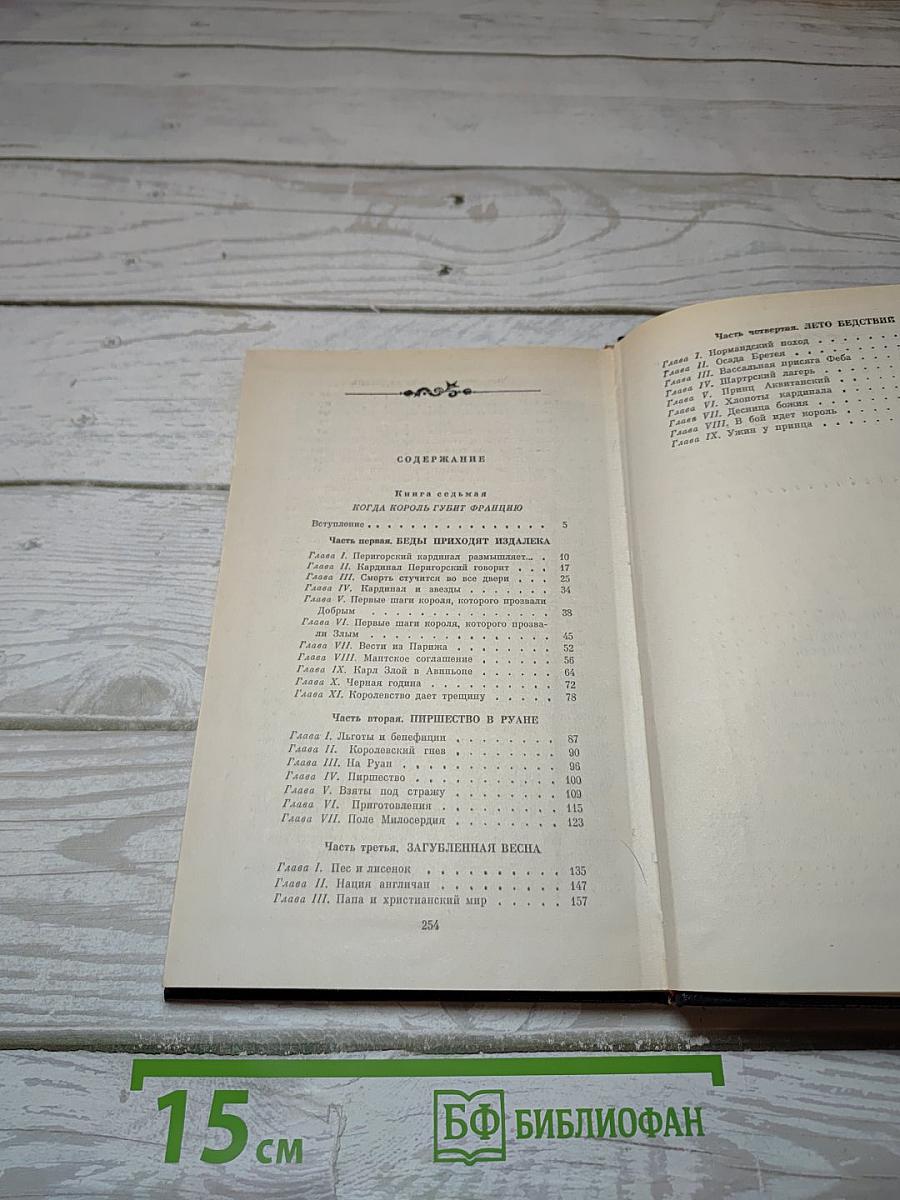 СОДЕРЖАНИЕ
Книга седьмая
КОГДА КОРОЛЬ ГУБИТ ФРАНЦИЮ
Вступление . . . . . . . . . . . . . . . 5
Часть первая. БЕДЫ ПРИХОДЯТ ИЗДАЛЕКА
Глава I. Перигорский кардинал размышляет... . 10
Глава II. Кардинал Перигорский говорит . . . 17
Глава III. Смерть стучится во все двери . . . 25
Глава IV. Кардинал и звезды . . . . . . . 34
Глава V. Первые шаги короля, которого прозвали
Добрым . . . . . . . . . . . . . . 38
Глава VI. Первые шаги короля, которого прозва-
ли Злым . . . . . . . . . . . . . . 45
Глава VII. Вести из Парижа . . . . . . . . 52
Глава VIII. Мантское соглашение . . . . . . 56
Глава IX. Карл Злой в Авиньоне . . . . . . 64
Глава X. Черная година . . . . . . . . . . 72
Глава XI. Королевство дает трещину . . . . . 78
Часть вторая. ПИРШЕСТВО В РУАНЕ
Глава I. Льготы и бенефиции . . . . . . . . 87
Глава II. Королевский гнев . . . . . . . . 90
Глава III. На Руан . . . . . . . . . . . . 96
Глава IV. Пиршество . . . . . . . . . . . 100
Глава V. Взяты под стражу . . . . . . . . 109
Глава VI. Приготовления . . . . . . . . . 115
Глава VII. Поле Милосердия . . . . . . . . 123
Часть третья. ЗАГУБЛЕННАЯ ВЕСНА
Глава I. Пес и лисенок . . . . . . . . . . 135
Глава II. Нация англичан . . . . . . . . . 147
Глава III. Папа и христианский мир . . . . . 157
254
Часть четвертая. ЛЕТО БЕДСТВИЙ
Глава I. Нормандский поход . . . . . . .
Глава II. Осада Бретея . . . . . . . .
Глава III. Вассальная присяга Феба . . .
Глава IV. Шартрский лагерь . . . . . .
Глава V. Принц Аквитанский . . . . . .
Глава VI. Хлопоты кардинала . . . . .
Глава VII. Десница божия . . . . . . .
Глава VIII. В бой идет король . . . .
Глава IX. Ужин у принца . . . . . .
15 см
БФ БИБЛИОФАН